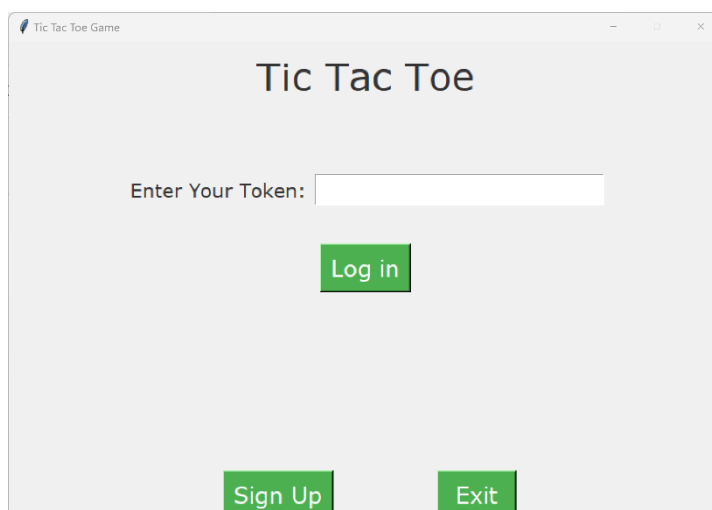 Tic Tac Toe Game
Tic Tac Toe
Enter Your Token:
Log in
Sign Up Exit